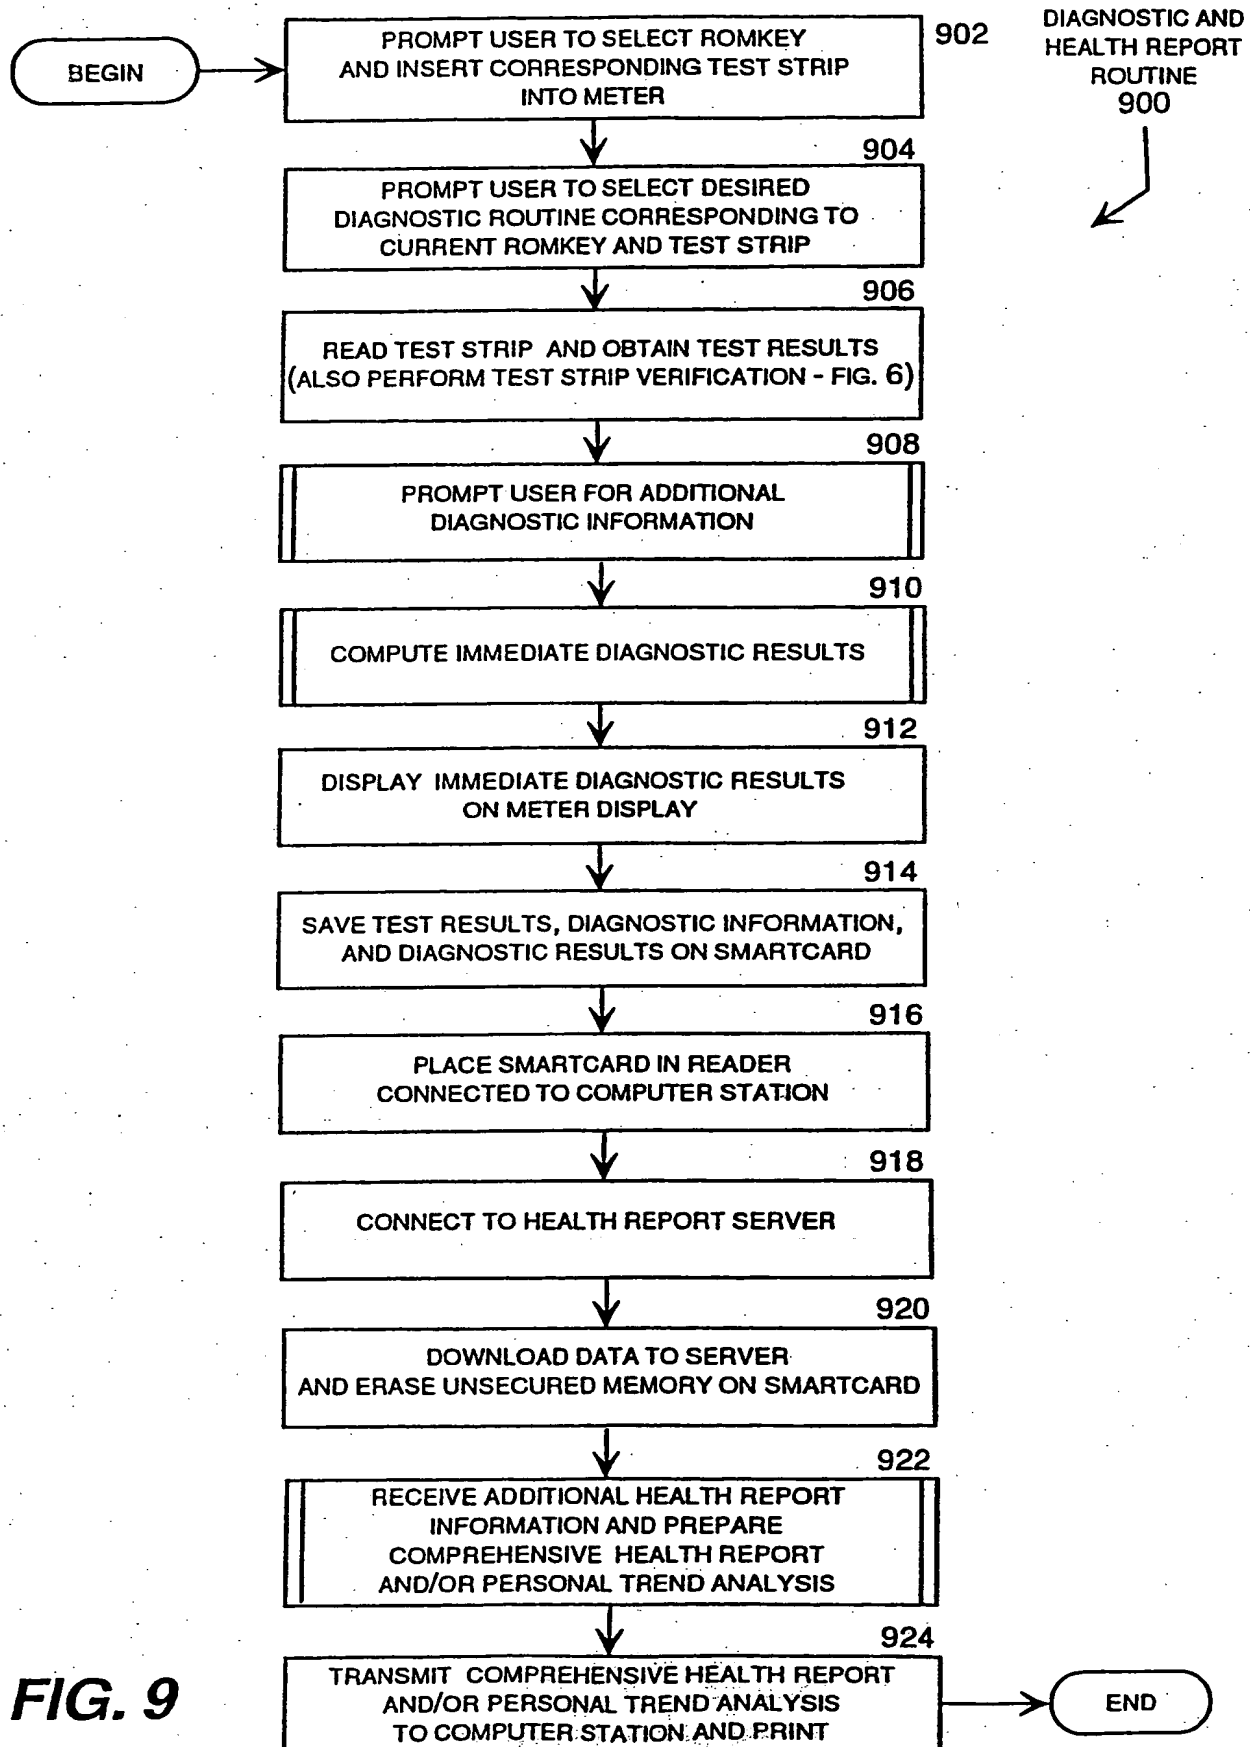 DIAGNOSTIC AND
HEALTH REPORT
ROUTINE
900
BEGIN
902
PROMPT USER TO SELECT ROMKEY
AND INSERT CORRESPONDING TEST STRIP
INTO METER
904
PROMPT USER TO SELECT DESIRED
DIAGNOSTIC ROUTINE CORRESPONDING TO
CURRENT ROMKEY AND TEST STRIP
906
READ TEST STRIP AND OBTAIN TEST RESULTS
(ALSO PERFORM TEST STRIP VERIFICATION - FIG. 6)
908
PROMPT USER FOR ADDITIONAL
DIAGNOSTIC INFORMATION
910
COMPUTE IMMEDIATE DIAGNOSTIC RESULTS
912
DISPLAY IMMEDIATE DIAGNOSTIC RESULTS
ON METER DISPLAY
914
SAVE TEST RESULTS, DIAGNOSTIC INFORMATION,
AND DIAGNOSTIC RESULTS ON SMARTCARD
916
PLACE SMARTCARD IN READER
CONNECTED TO COMPUTER STATION
918
CONNECT TO HEALTH REPORT SERVER
920
DOWNLOAD DATA TO SERVER
AND ERASE UNSECURED MEMORY ON SMARTCARD
922
RECEIVE ADDITIONAL HEALTH REPORT
INFORMATION AND PREPARE
COMPREHENSIVE HEALTH REPORT
AND/OR PERSONAL TREND ANALYSIS
924
TRANSMIT COMPREHENSIVE HEALTH REPORT
AND/OR PERSONAL TREND ANALYSIS
TO COMPUTER STATION AND PRINT
END
FIG. 9